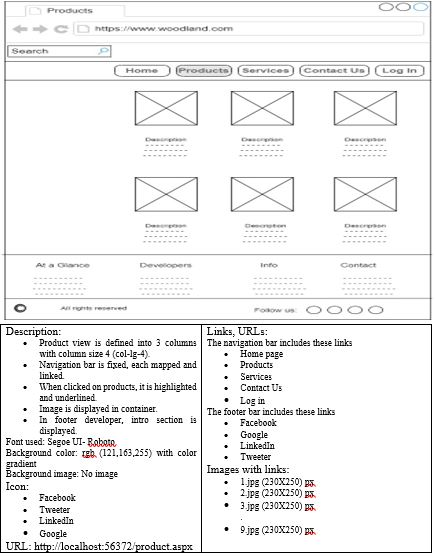 Products
https://www.woodland.com
Search
Home Products Services Contact Us Log In
Description Description Description
Description Description Description
At a Glance Developers Info Contact
All rights reserved Follow us:
Description:
• Product view is defined into 3 columns
with column size 4 (col-lg-4).
• Navigation bar is fixed, each mapped and
linked.
• When clicked on products, it is highlighted
and underlined.
• Image is displayed in container.
• In footer developer, intro section is
displayed.
Font used: Segoe UI- Roboto.
Background color: rgb (121,163,255) with color
gradient
Background image: No image
Icon:
• Facebook
• Tweeter
• LinkedIn
• Google
URL: http://localhost:56372/product.aspx
Links, URLs:
The navigation bar includes these links
• Home page
• Products
• Services
• Contact Us
• Log in
The footer bar includes these links
• Facebook
• Google
• LinkedIn
• Tweeter
Images with links:
• 1.jpg (230X250) px.
• 2.jpg (230X250) px.
• 3.jpg (230X250) px.
.
• 9.jpg (230X250) px.